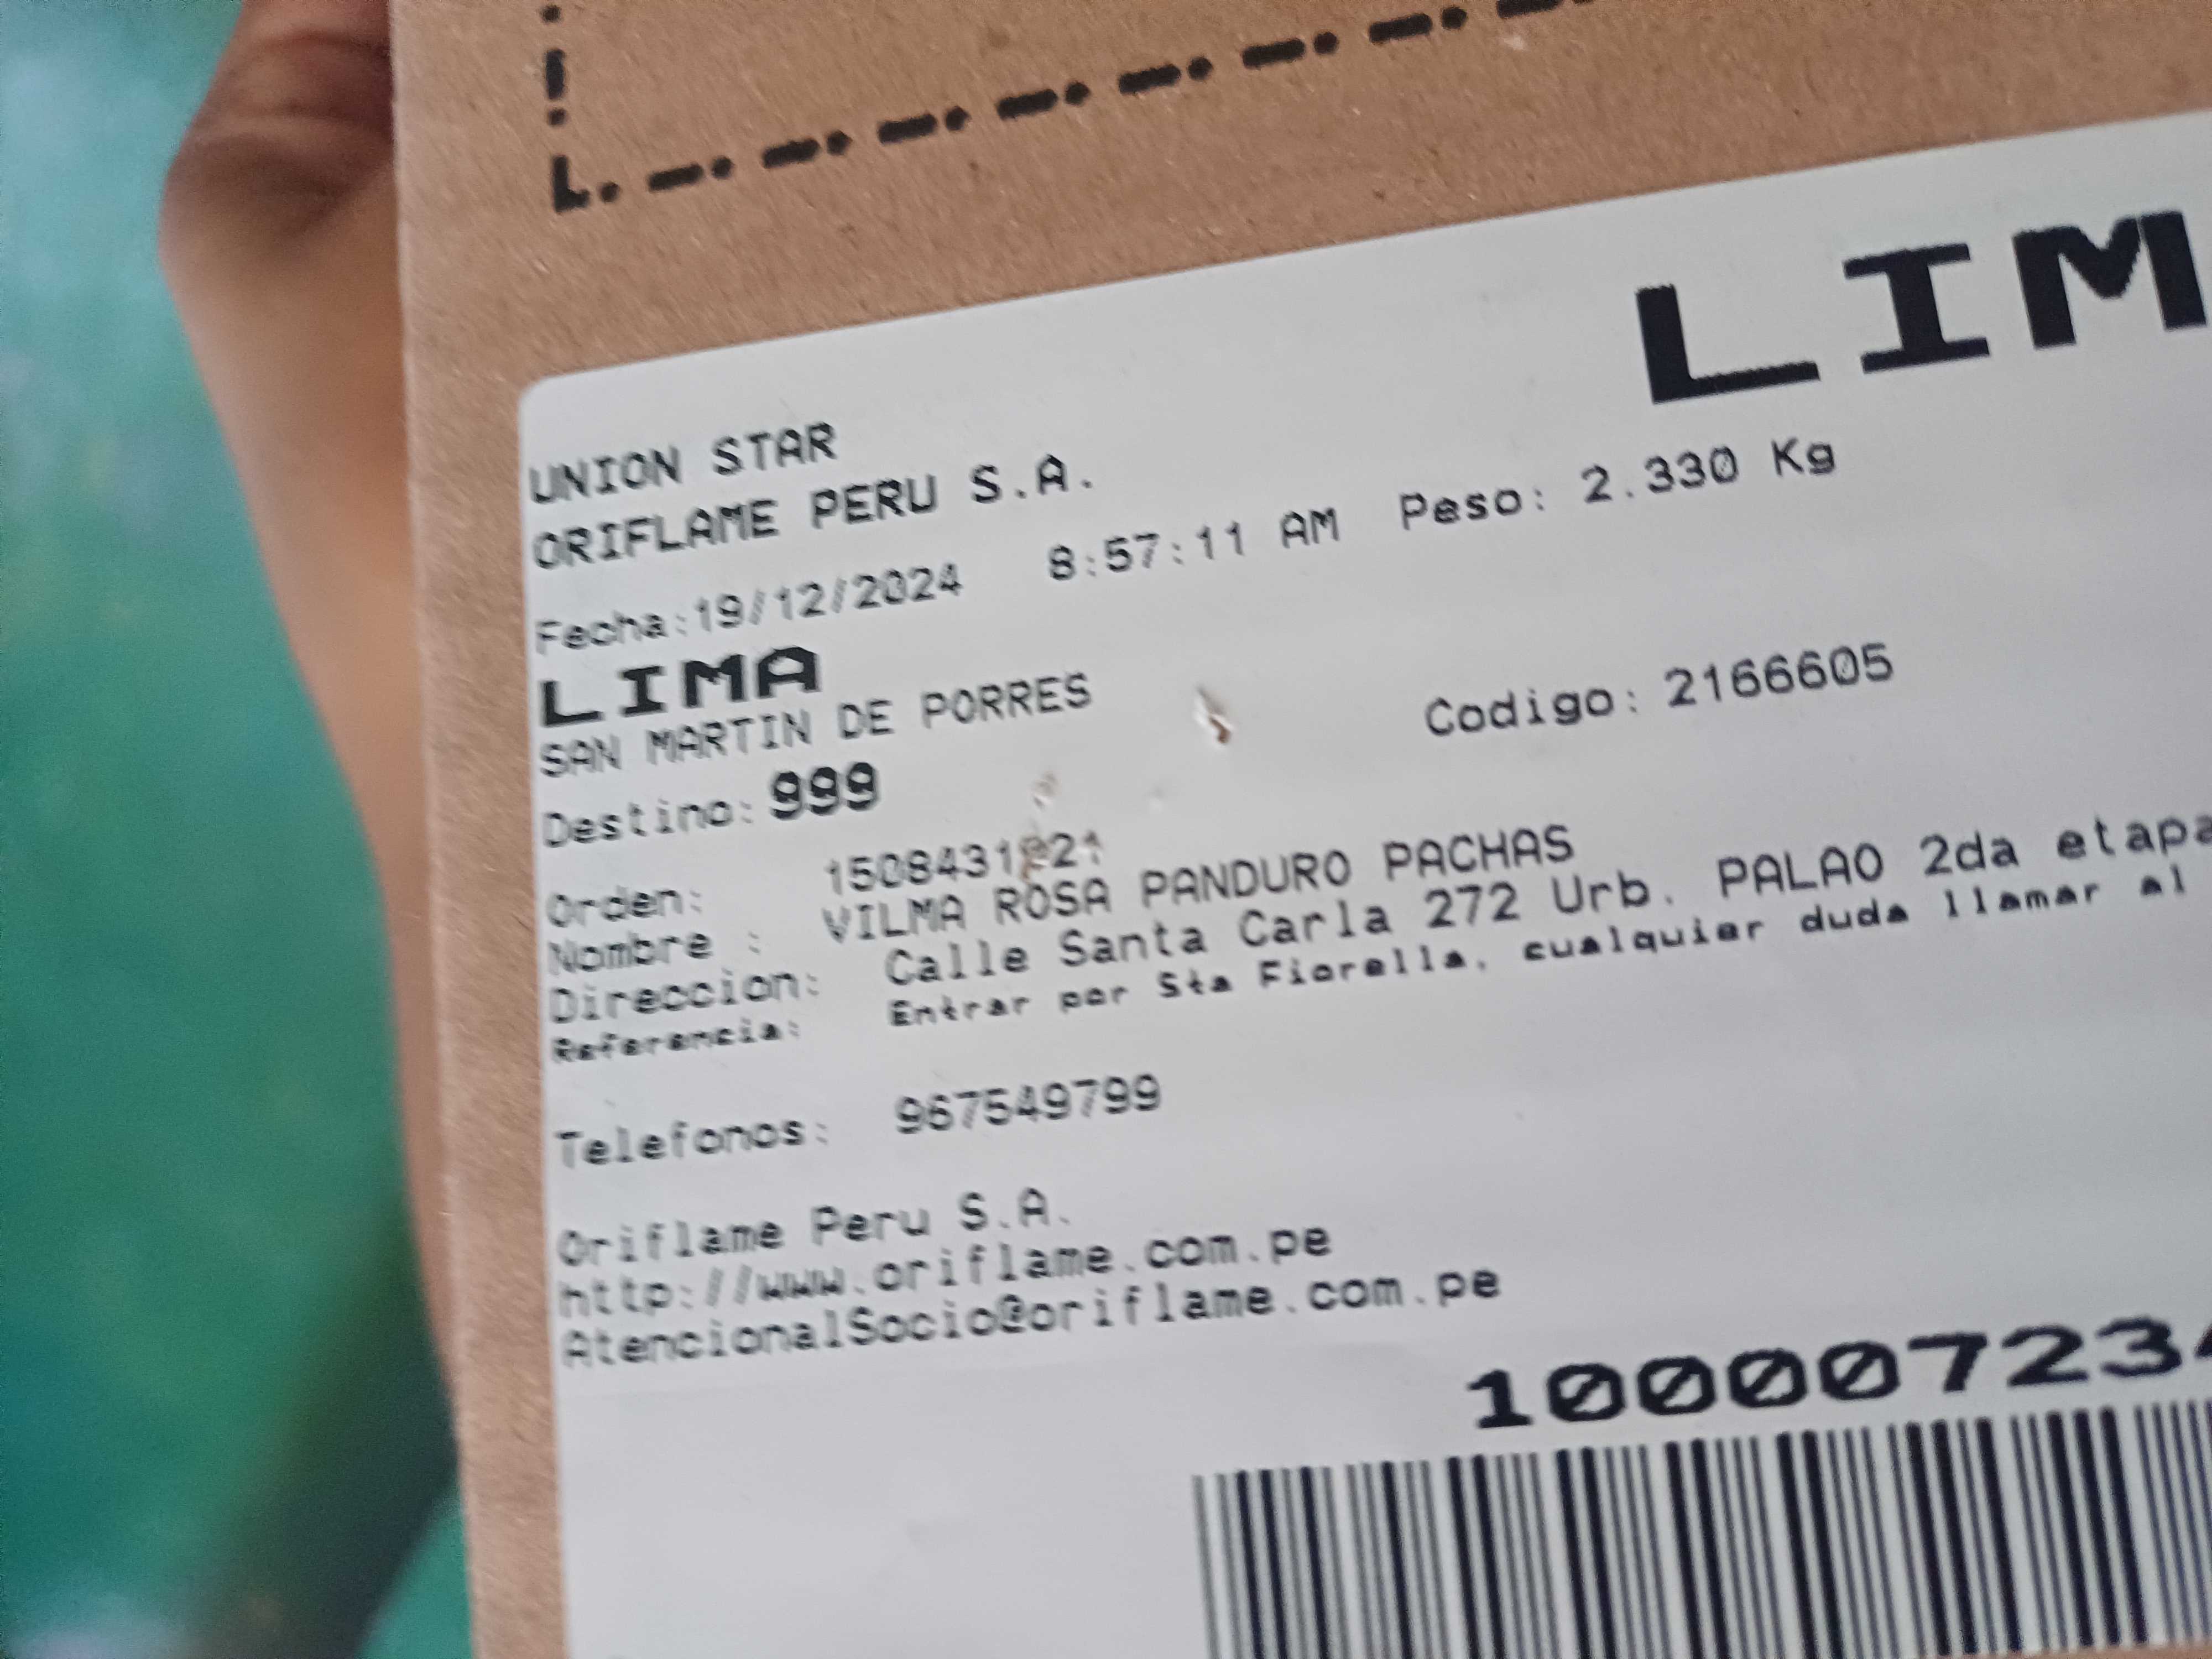 LIM
UNION STAR
ORIFLAME PERU S.A.
Fecha:19/12/2024 8:57:11 AM Peso: 2.330 Kg
LIMA
SAN MARTIN DE PORRES Codigo: 2166605
Destino: 999
Orden:
Nombre : VILMA ROSA PANDURO PACHAS
Direccion: Calle Santa Carla 272 Urb. PALAO 2da etapa
Referencia: Entrar por Sta Fiorella, cualquier duda llamar al
Telefonos: 967549799
Oriflame Peru S.A.
http://www.oriflame.com.pe
AtencionalSocio@oriflame.com.pe
10000723